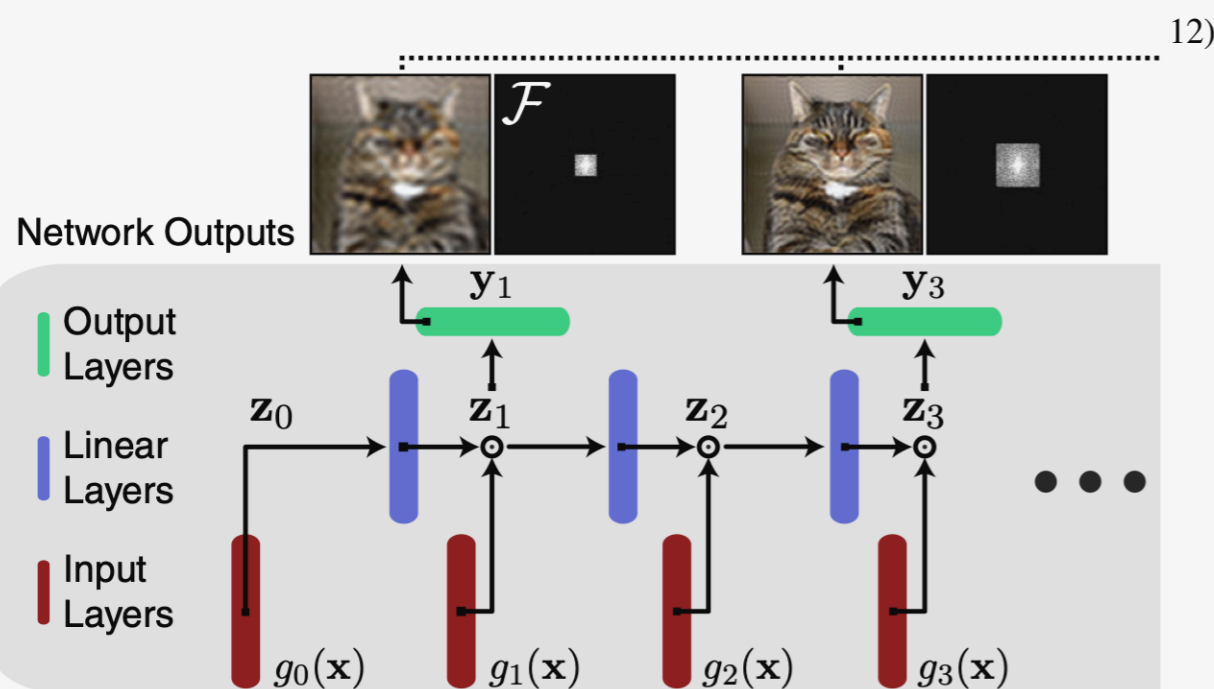 12)
ℱ
Network Outputs
y₁ y₃
Output
Layers
z₀ z₁ z₂ z₃
Linear
Layers
Input
Layers
g₀(x) g₁(x) g₂(x) g₃(x)